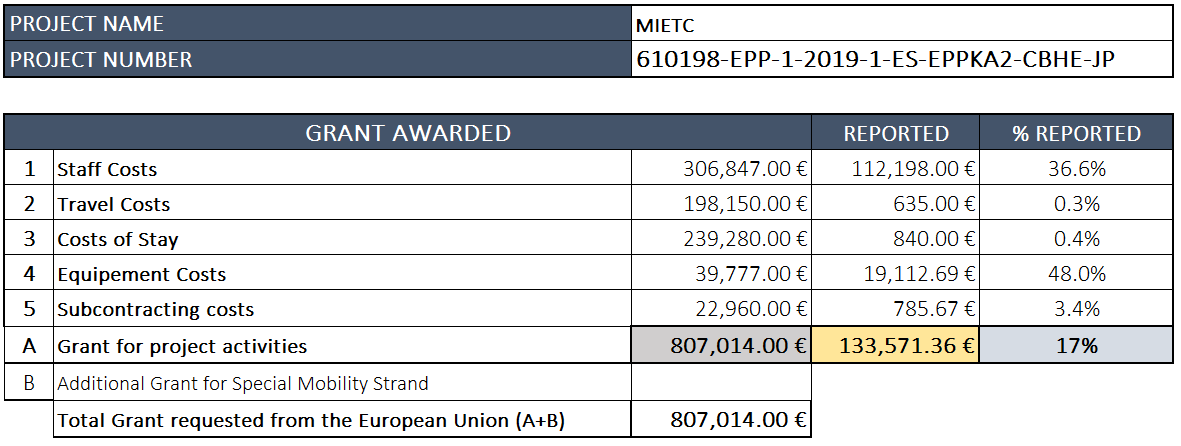 PROJECT NAME MIETC
PROJECT NUMBER 610198-EPP-1-2019-1-ES-EPPKA2-CBHE-JP
GRANT AWARDED REPORTED % REPORTED
1 Staff Costs 306,847.00 € 112,198.00 € 36.6%
2 Travel Costs 198,150.00 € 635.00 € 0.3%
3 Costs of Stay 239,280.00 € 840.00 € 0.4%
4 Equipement Costs 39,777.00 € 19,112.69 € 48.0%
5 Subcontracting costs 22,960.00 € 785.67 € 3.4%
A Grant for project activities 807,014.00 € 133,571.36 € 17%
B Additional Grant for Special Mobility Strand
Total Grant requested from the European Union (A+B) 807,014.00 €